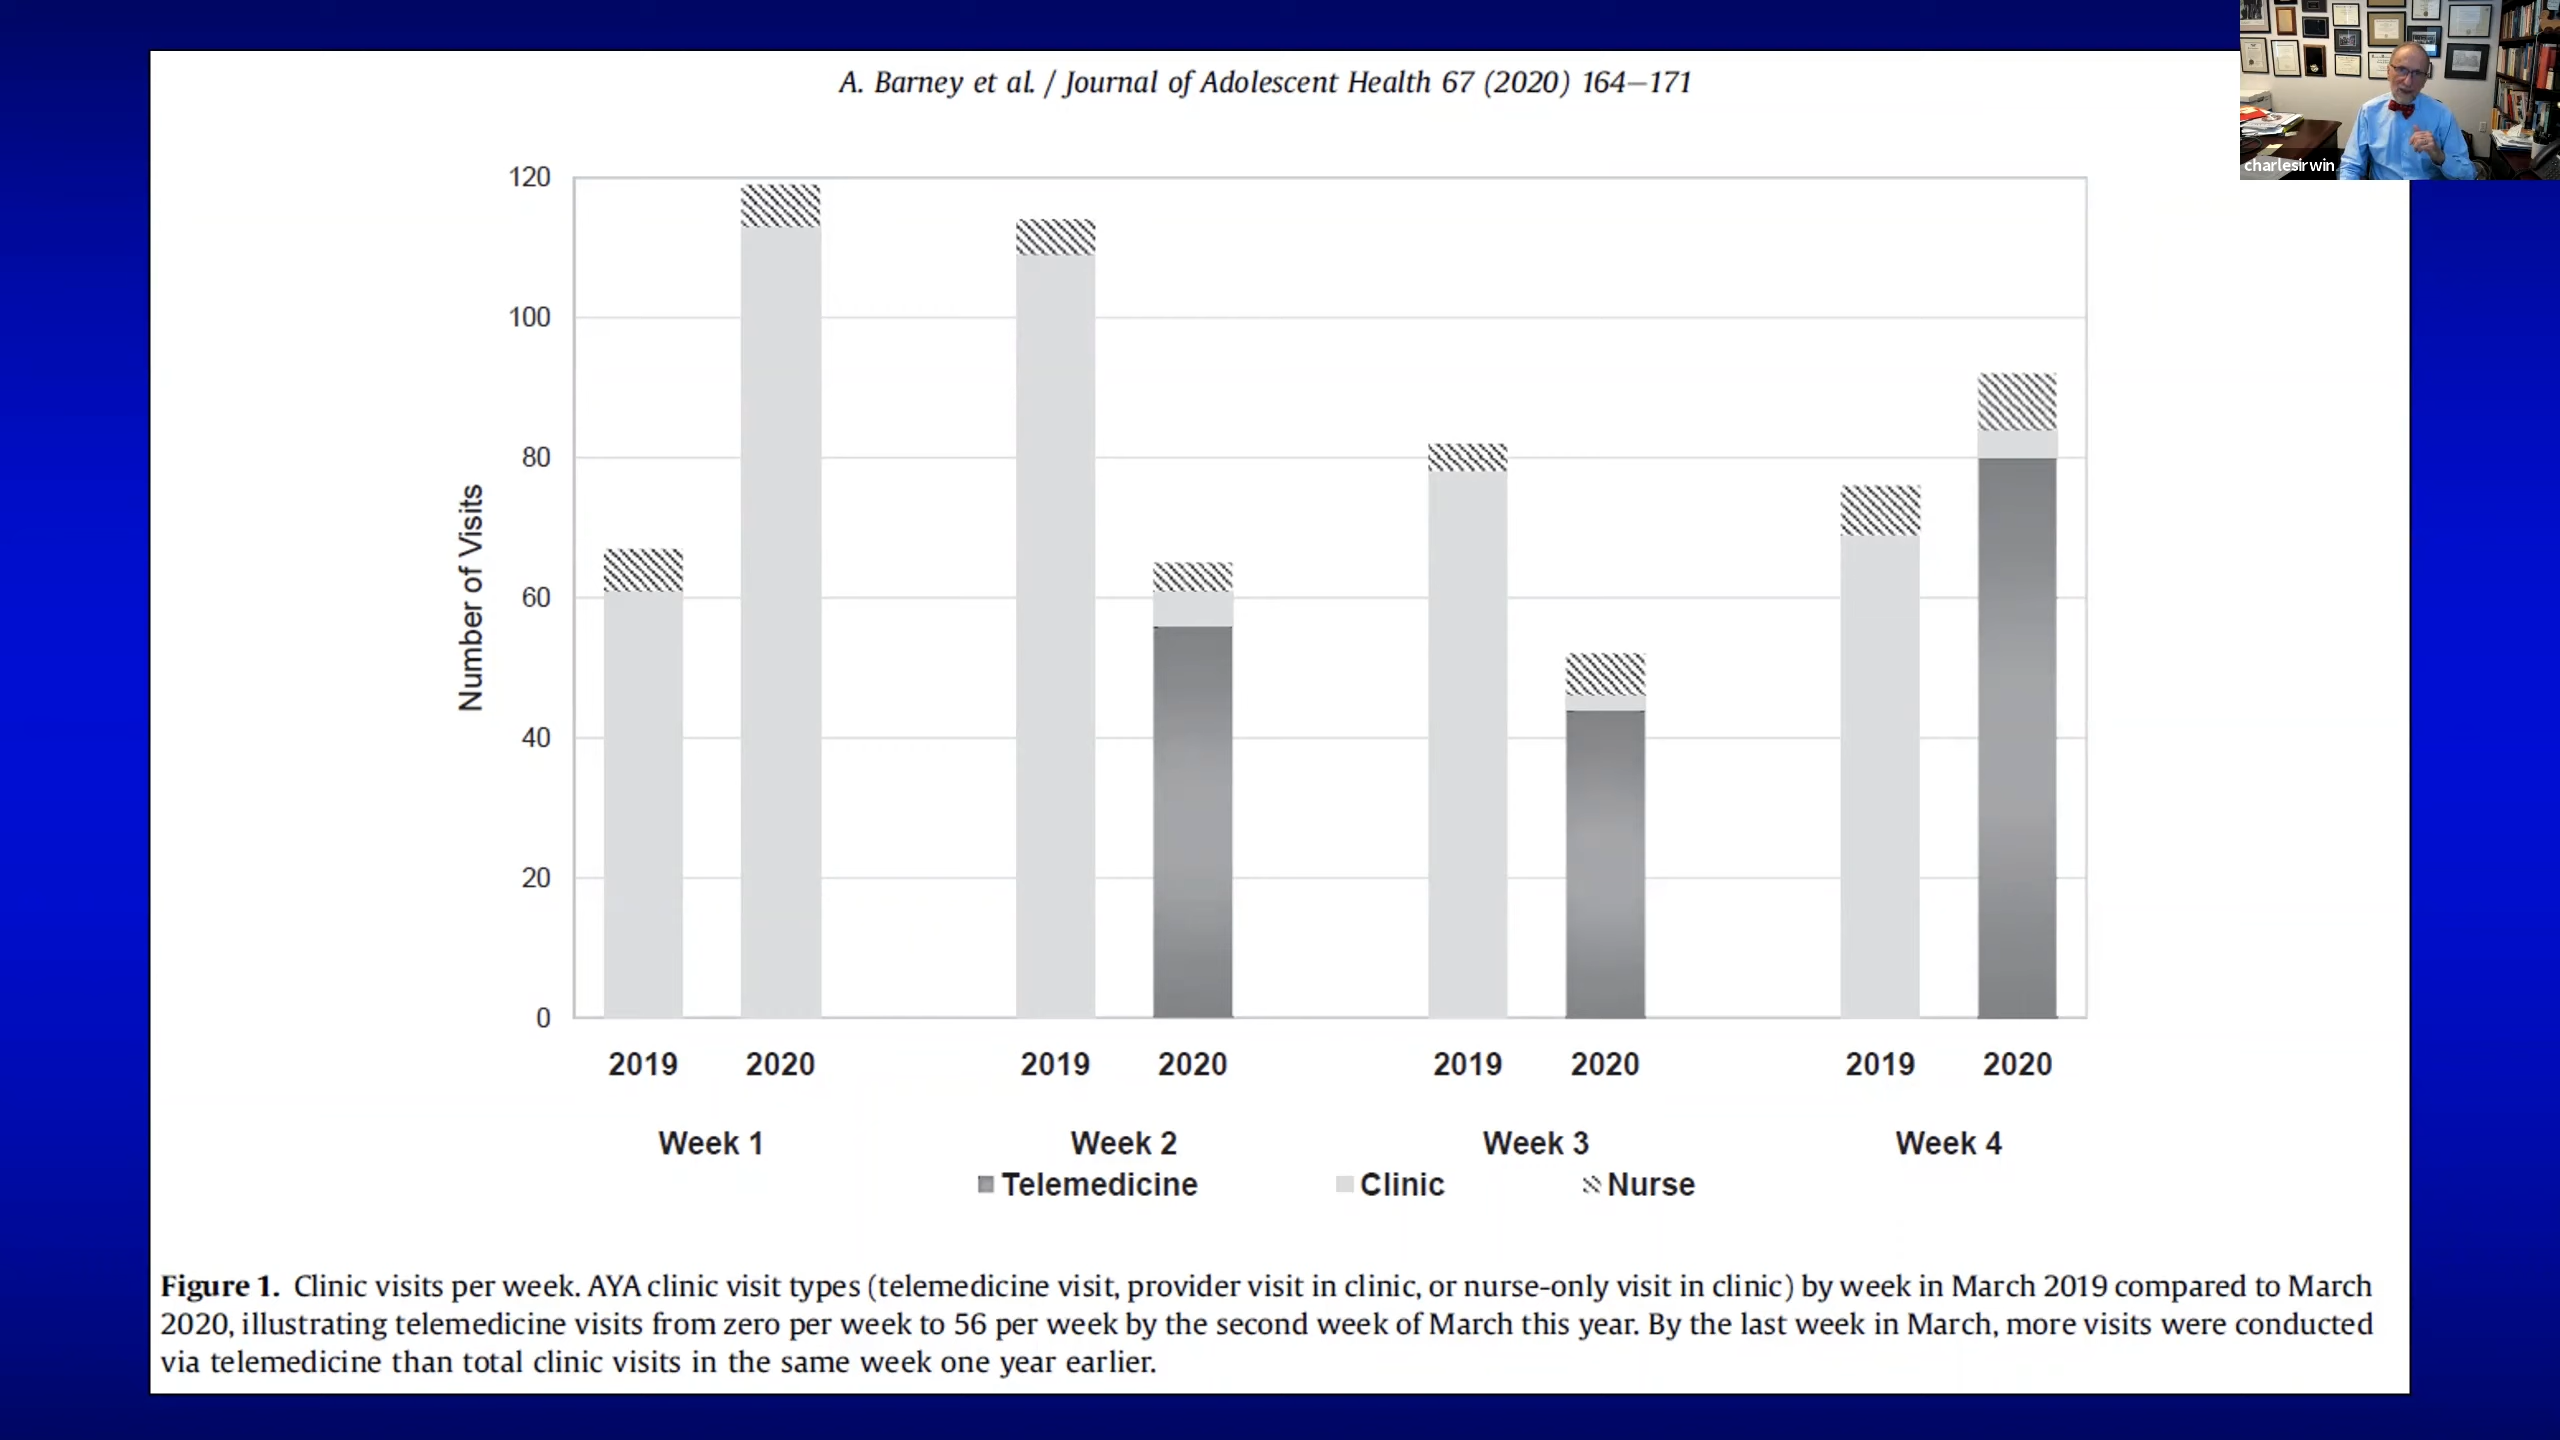 A. Barney et al. / Journal of Adolescent Health 67 (2020) 164–171
charlesirwin
120
100
80
60
40
20
0
Number of Visits
2019 2020 2019 2020 2019 2020 2019 2020
Week 1 Week 2 Week 3 Week 4
Telemedicine Clinic Nurse
Figure 1. Clinic visits per week. AYA clinic visit types (telemedicine visit, provider visit in clinic, or nurse-only visit in clinic) by week in March 2019 compared to March
2020, illustrating telemedicine visits from zero per week to 56 per week by the second week of March this year. By the last week in March, more visits were conducted
via telemedicine than total clinic visits in the same week one year earlier.